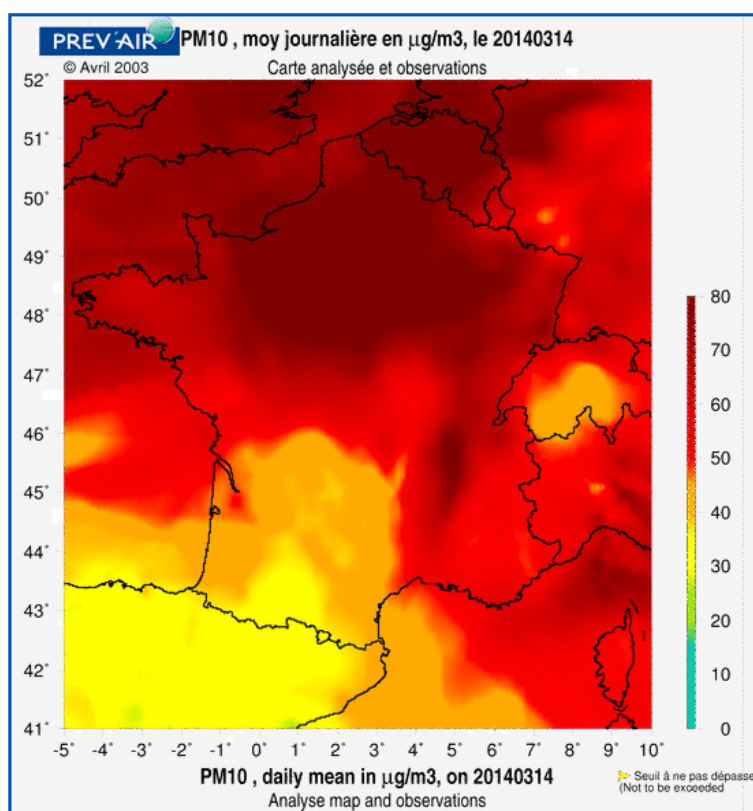 PREV'AIR
PM10 , moy journalière en µg/m3, le 20140314
© Avril 2003
Carte analysée et observations
52˚
51˚
50˚
49˚
48˚
47˚
46˚
45˚
44˚
43˚
42˚
41˚
-5˚ -4˚ -3˚ -2˚ -1˚ 0˚ 1˚ 2˚ 3˚ 4˚ 5˚ 6˚ 7˚ 8˚ 9˚ 10˚
80
70
60
50
40
30
20
10
0
PM10 , daily mean in µg/m3, on 20140314
Analyse map and observations
Seuil â ne pas dépasse
(Not to be exceeded